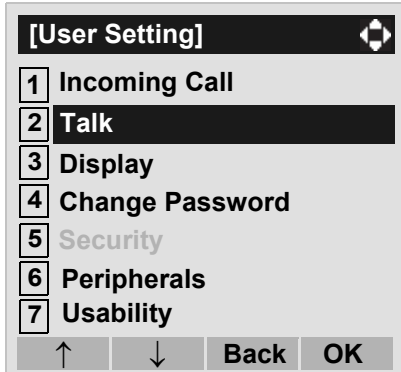 [User Setting]
1 Incoming Call
2 Talk
3 Display
4 Change Password
5 Security
6 Peripherals
7 Usability
↑ ↓ Back OK